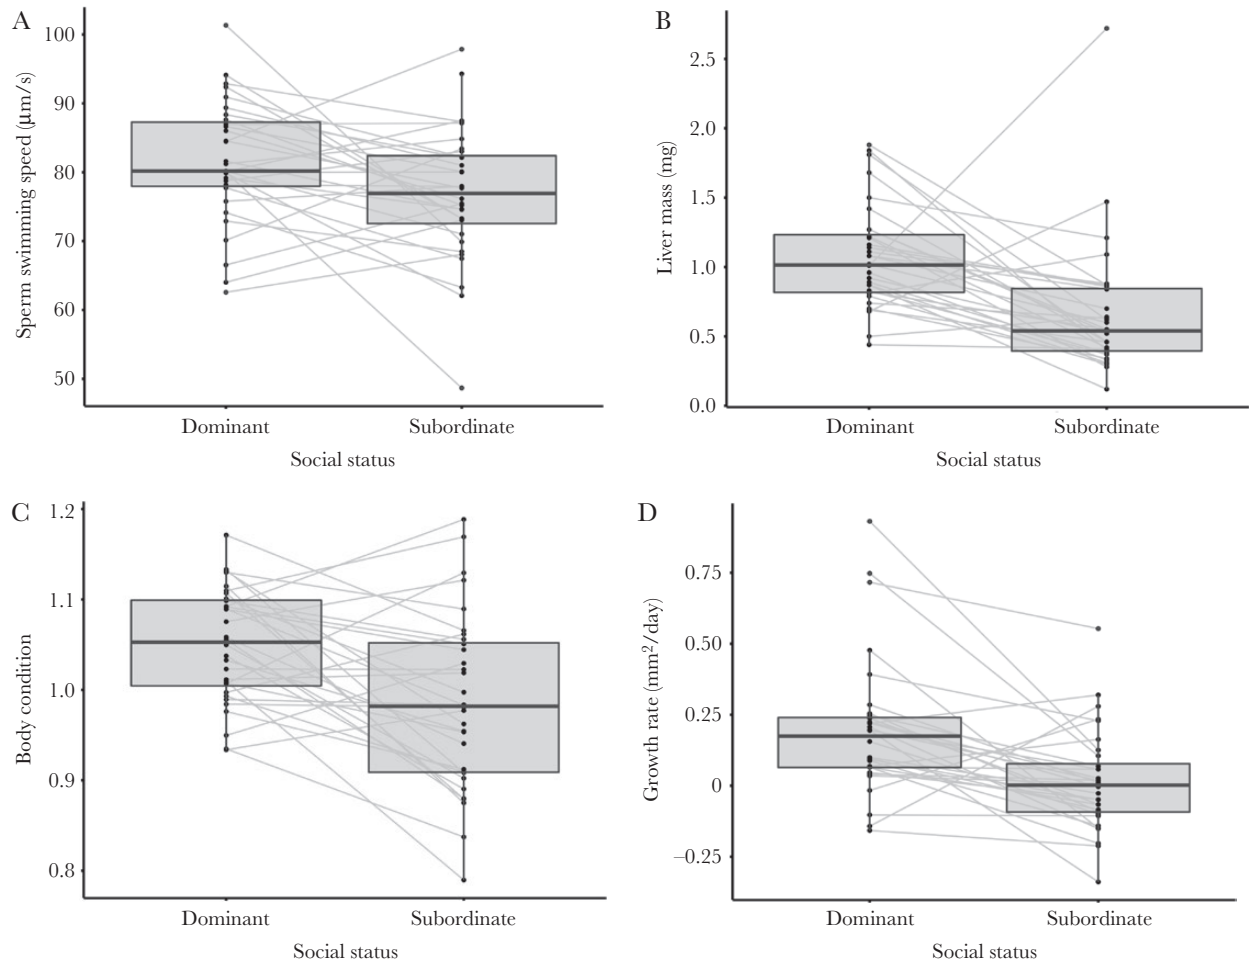 A
Sperm swimming speed (μm/s)
100
90
80
70
60
50
Dominant
Subordinate
Social status
B
Liver mass (mg)
2.5
2.0
1.5
1.0
0.5
0.0
Dominant
Subordinate
Social status
C
Body condition
1.2
1.1
1.0
0.9
0.8
Dominant
Subordinate
Social status
D
Growth rate (mm²/day)
0.75
0.50
0.25
0
–0.25
Dominant
Subordinate
Social status